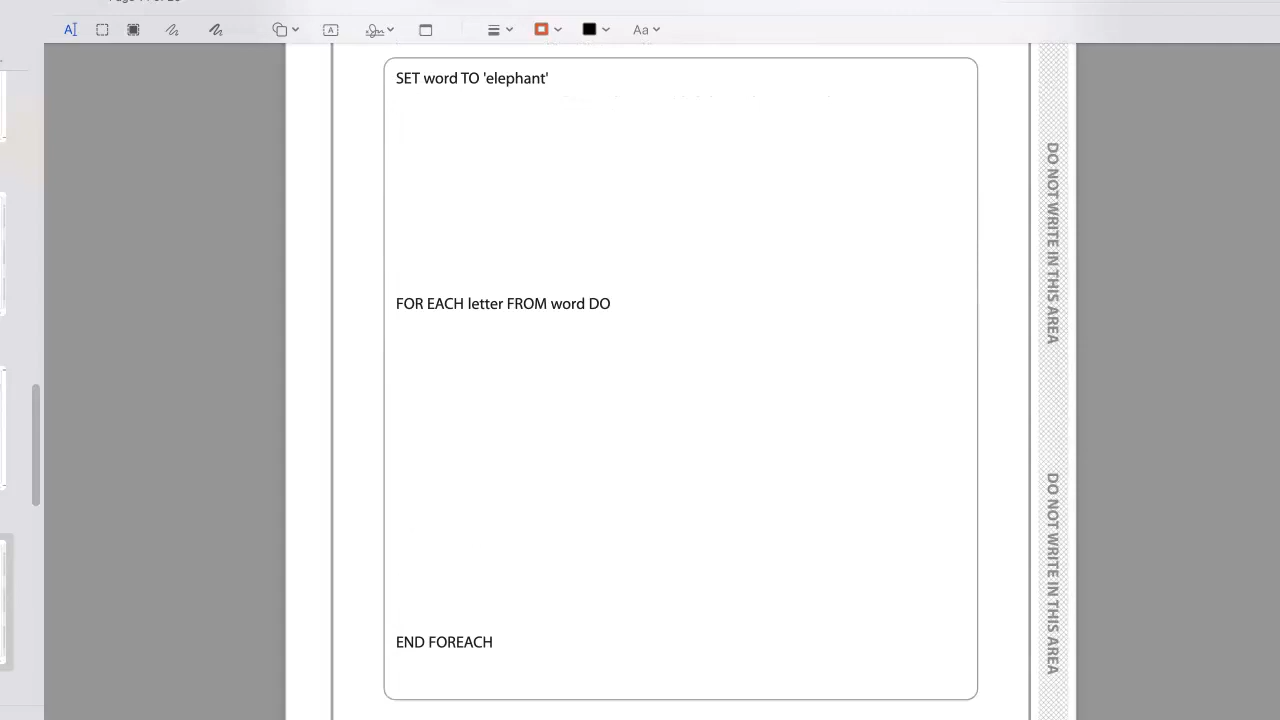 A
A
Aa
SET word TO 'elephant'
FOR EACH letter FROM word DO
END FOREACH
DO NOT WRITE IN THIS AREA
DO NOT WRITE IN THIS AREA